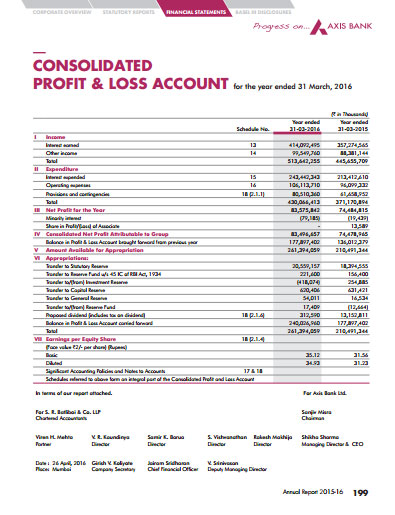 CORPORATE OVERVIEW STATUTORY REPORTS FINANCIAL STATEMENTS BASEL III DISCLOSURES
Progress on... AXIS BANK
CONSOLIDATED
PROFIT & LOSS ACCOUNT for the year ended 31 March, 2016
(₹ in Thousands)
Schedule No. Year ended 31-03-2016 Year ended 31-03-2015
I Income
Interest earned 13 414,092,495 357,274,565
Other income 14 99,549,760 88,381,144
Total 513,642,255 445,655,709
II Expenditure
Interest expended 15 243,442,343 213,412,610
Operating expenses 16 106,113,710 96,099,332
Provisions and contingencies 18 (2.1.1) 80,510,360 61,658,952
Total 430,066,413 371,170,894
III Net Profit for the Year 83,575,842 74,484,815
Minority interest (79,185) (19,439)
Share in Profit/(Loss) of Associate - 13,589
IV Consolidated Net Profit Attributable to Group 83,496,657 74,478,965
Balance in Profit & Loss Account brought forward from previous year 177,897,402 136,012,379
V Amount Available for Appropriation 261,394,059 210,491,344
VI Appropriations:
Transfer to Statutory Reserve 20,559,157 18,394,555
Transfer to Reserve Fund u/s 45 IC of RBI Act, 1934 221,600 156,400
Transfer to/(from) Investment Reserve (418,074) 254,885
Transfer to Capital Reserve 620,406 631,421
Transfer to General Reserve 54,011 16,534
Transfer to/(from) Reserve Fund 17,409 (12,664)
Proposed dividend (includes tax on dividend) 18 (2.1.6) 312,590 13,152,811
Balance in Profit & Loss Account carried forward 240,026,960 177,897,402
Total 261,394,059 210,491,344
VII Earnings per Equity Share 18 (2.1.4)
(Face value ₹2/- per share) (Rupees)
Basic 35.12 31.56
Diluted 34.93 31.23
Significant Accounting Policies and Notes to Accounts 17 & 18
Schedules referred to above form an integral part of the Consolidated Profit and Loss Account
In terms of our report attached. For Axis Bank Ltd.
For S. R. Batliboi & Co. LLP Sanjiv Misra
Chartered Accountants Chairman
Viren H. Mehta V. R. Kaundinya Samir K. Barua S. Vishvanathan Rakesh Makhija Shikha Sharma
Partner Director Director Director Director Managing Director & CEO
Date : 26 April, 2016 Girish V. Koliyote Jairam Sridharan V. Srinivasan
Place: Mumbai Company Secretary Chief Financial Officer Deputy Managing Director
Annual Report 2015-16 199